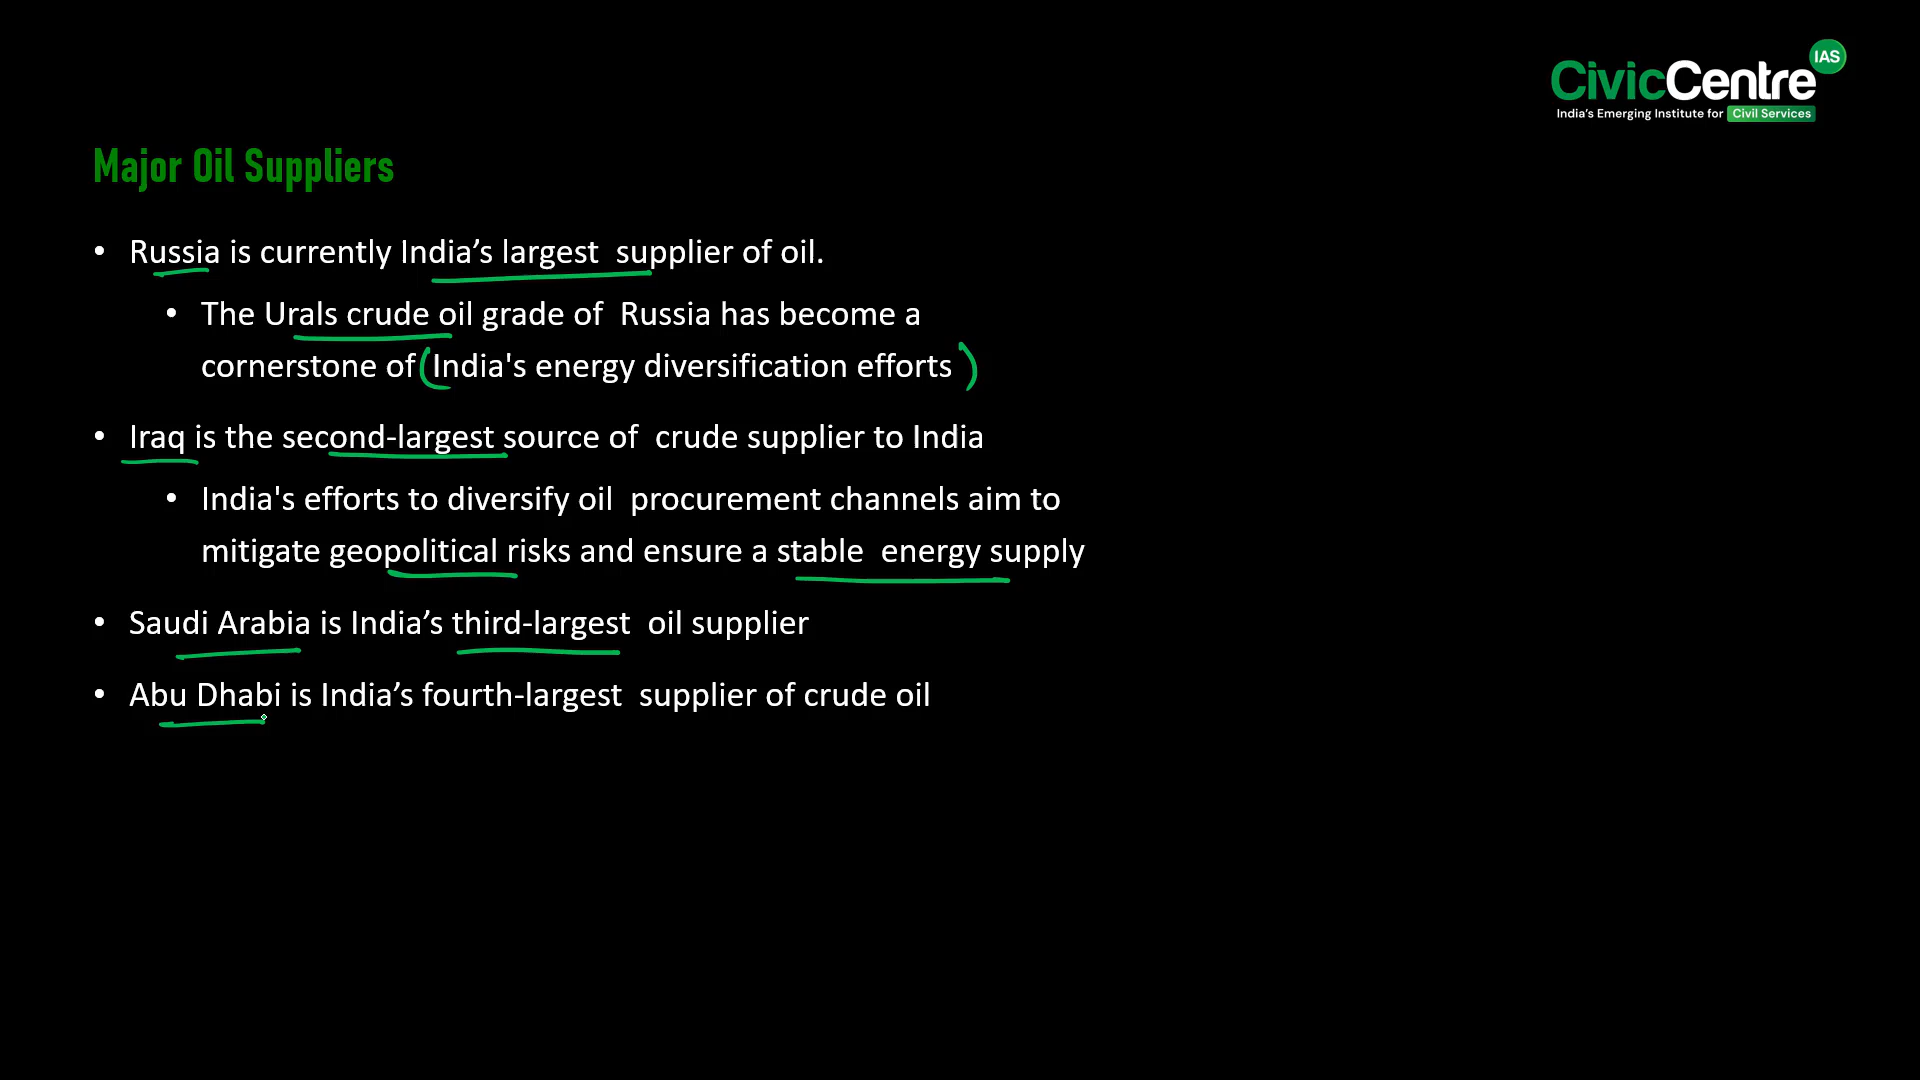 CivicCentre IAS
India's Emerging Institute for Civil Services
Major Oil Suppliers
• Russia is currently India’s largest supplier of oil.
• The Urals crude oil grade of Russia has become a
cornerstone of India's energy diversification efforts
• Iraq is the second-largest source of crude supplier to India
• India's efforts to diversify oil procurement channels aim to
mitigate geopolitical risks and ensure a stable energy supply
• Saudi Arabia is India’s third-largest oil supplier
• Abu Dhabi is India’s fourth-largest supplier of crude oil